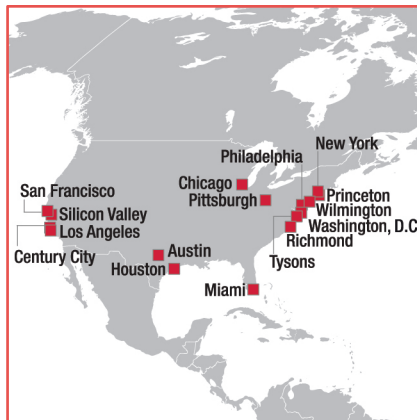 New York
Philadelphia
Chicago
Pittsburgh
Princeton
Wilmington
Washington, D.C
Richmond
Tysons
San Francisco
Silicon Valley
Los Angeles
Century City
Austin
Houston
Miami